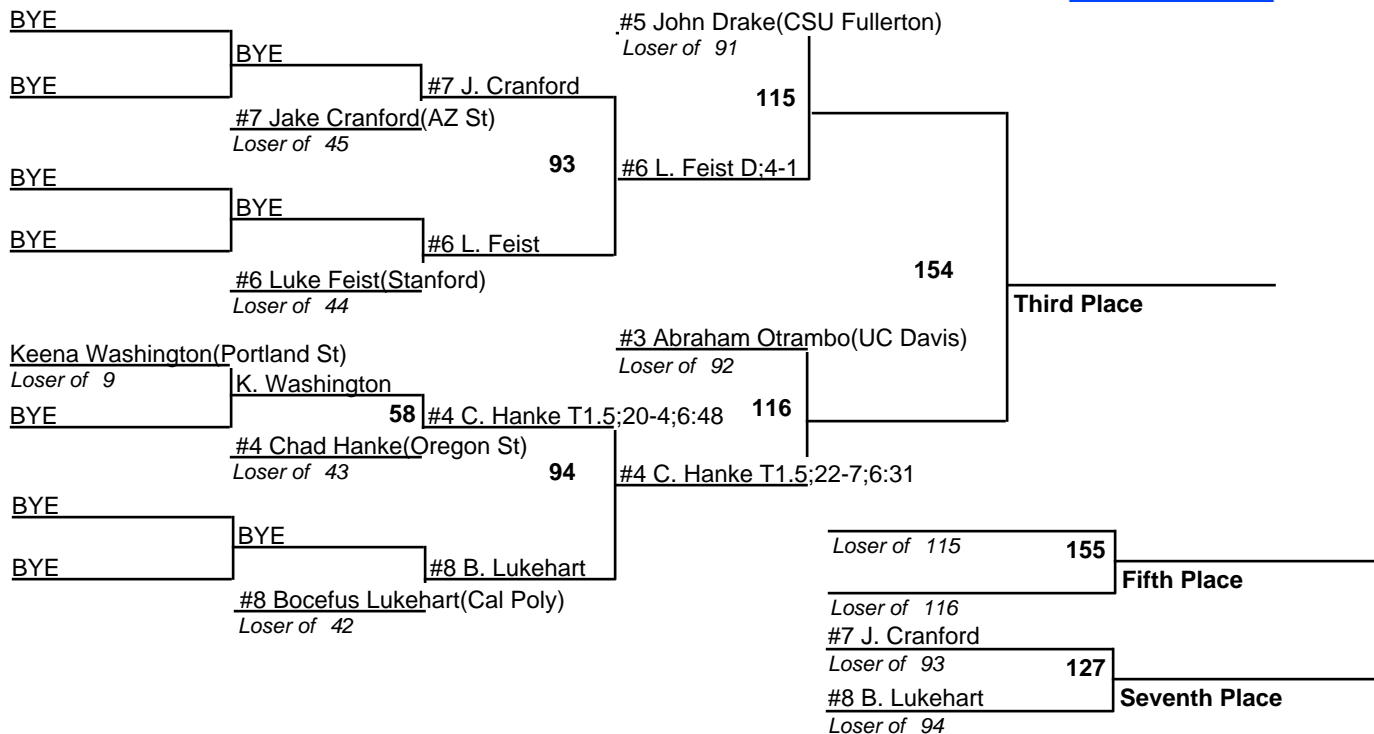 BYE
#5 John Drake(CSU Fullerton)
Loser of 91
BYE
BYE
#7 J. Cranford
115
#7 Jake Cranford(AZ St)
Loser of 45
93
#6 L. Feist D;4-1
BYE
BYE
BYE
#6 L. Feist
154
#6 Luke Feist(Stanford)
Loser of 44
Third Place
#3 Abraham Otrambo(UC Davis)
Loser of 92
Keena Washington(Portland St)
Loser of 9
K. Washington
BYE
58
#4 C. Hanke T1.5;20-4;6:48
116
#4 Chad Hanke(Oregon St)
Loser of 43
94
#4 C. Hanke T1.5;22-7;6:31
BYE
BYE
BYE
#8 B. Lukehart
#8 Bocefus Lukehart(Cal Poly)
Loser of 42
Loser of 115
155
Fifth Place
Loser of 116
#7 J. Cranford
Loser of 93
127
#8 B. Lukehart
Seventh Place
Loser of 94